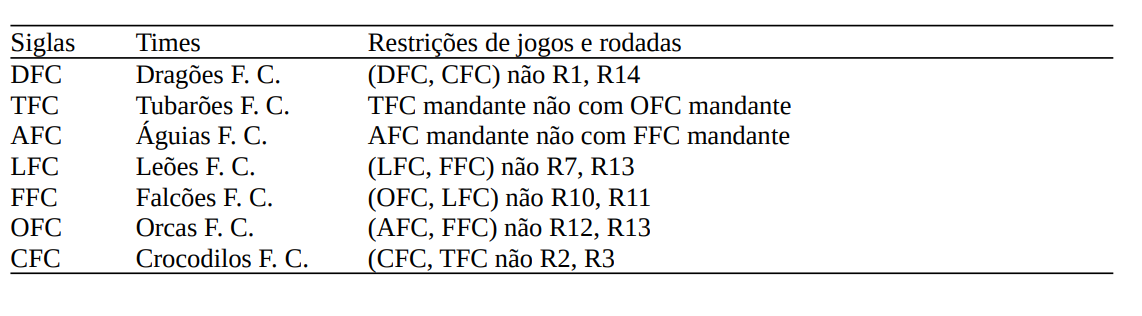 Siglas Times Restrições de jogos e rodadas
DFC Dragões F. C. (DFC, CFC) não R1, R14
TFC Tubarões F. C. TFC mandante não com OFC mandante
AFC Águias F. C. AFC mandante não com FFC mandante
LFC Leões F. C. (LFC, FFC) não R7, R13
FFC Falcões F. C. (OFC, LFC) não R10, R11
OFC Orcas F. C. (AFC, FFC) não R12, R13
CFC Crocodilos F. C. (CFC, TFC não R2, R3